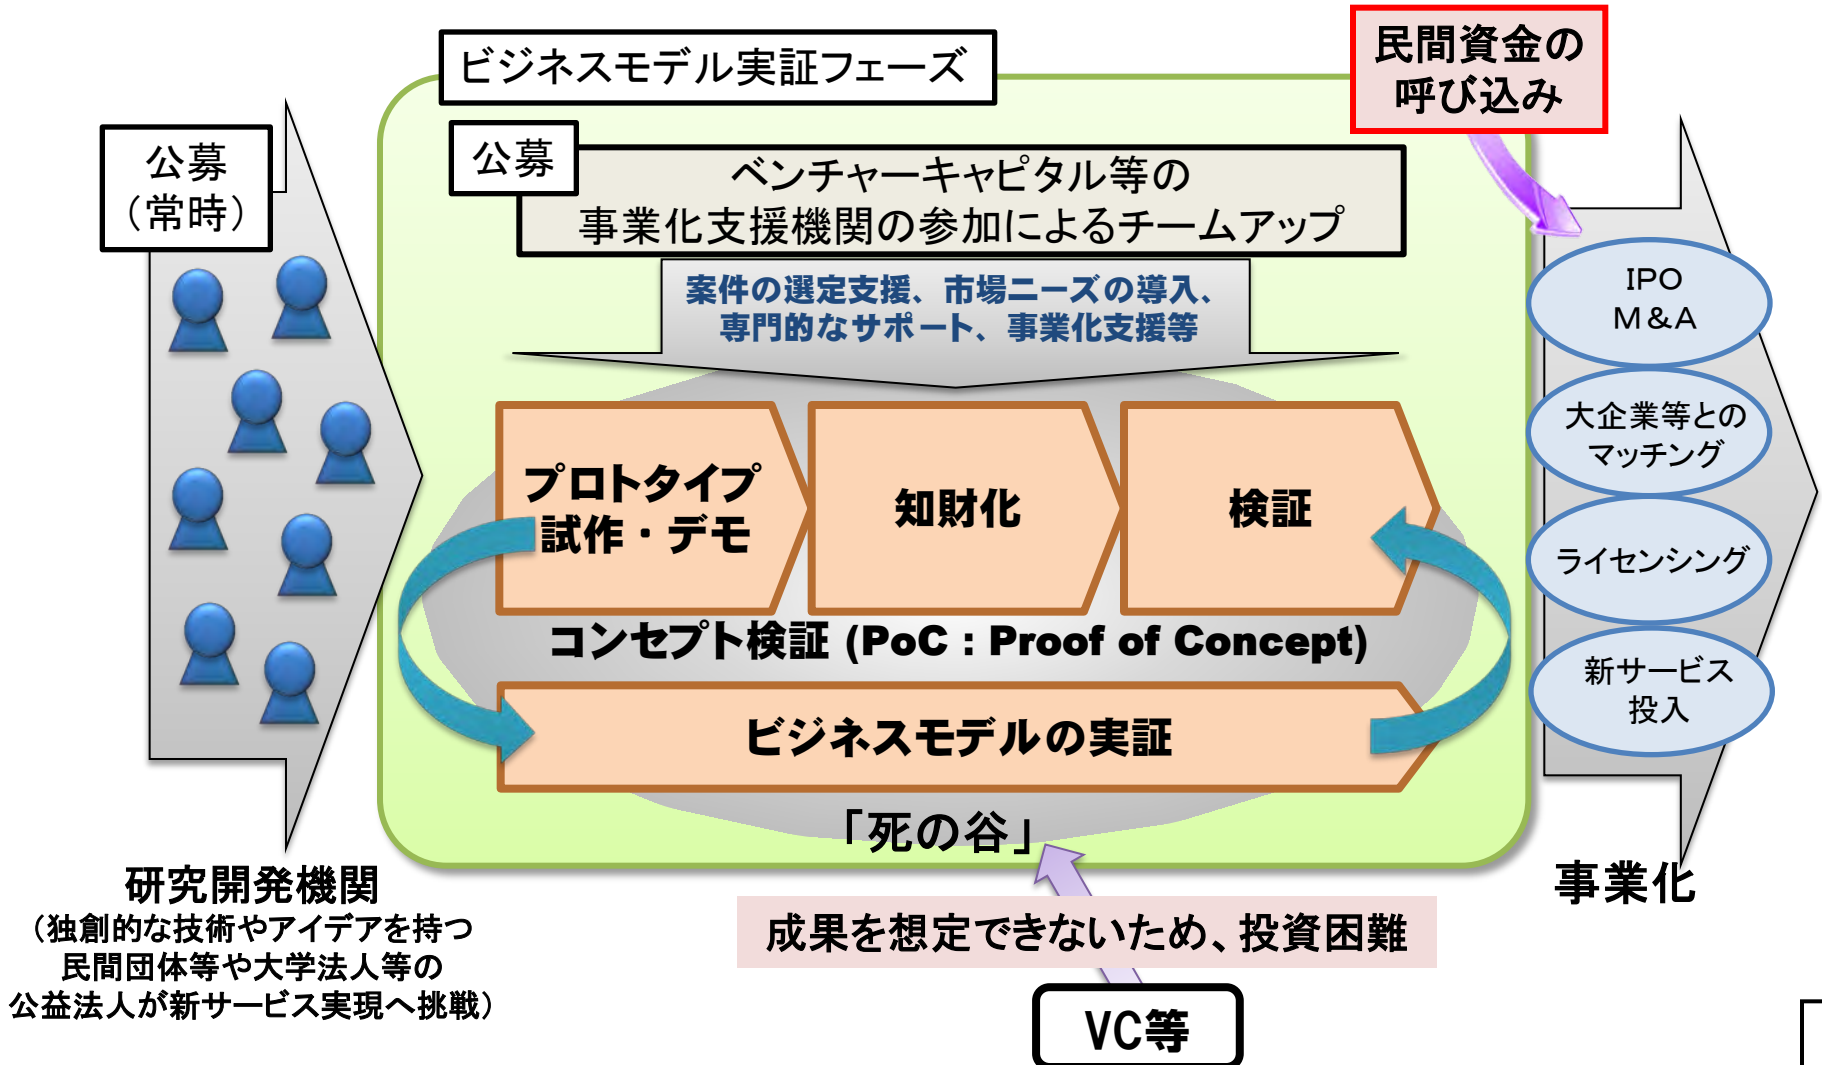 ビジネスモデル実証フェーズ
民間資金の
呼び込み
公募
（常時）
公募
ベンチャーキャピタル等の
事業化支援機関の参加によるチームアップ
案件の選定支援、市場ニーズの導入、
専門的なサポート、事業化支援等
IPO
M&A
大企業等との
マッチング
ライセンシング
新サービス
投入
プロトタイプ
試作・デモ
知財化
検証
コンセプト検証 (PoC：Proof of Concept)
ビジネスモデルの実証
「死の谷」
研究開発機関
（独創的な技術やアイデアを持つ
民間団体等や大学法人等の
公益法人が新サービス実現へ挑戦）
事業化
成果を想定できないため、投資困難
VC等